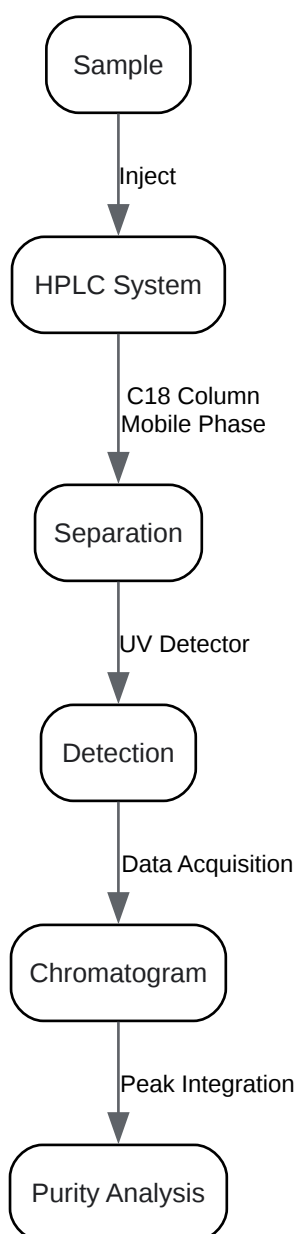 Sample
Inject
HPLC System
C18 Column
Mobile Phase
Separation
UV Detector
Detection
Data Acquisition
Chromatogram
Peak Integration
Purity Analysis